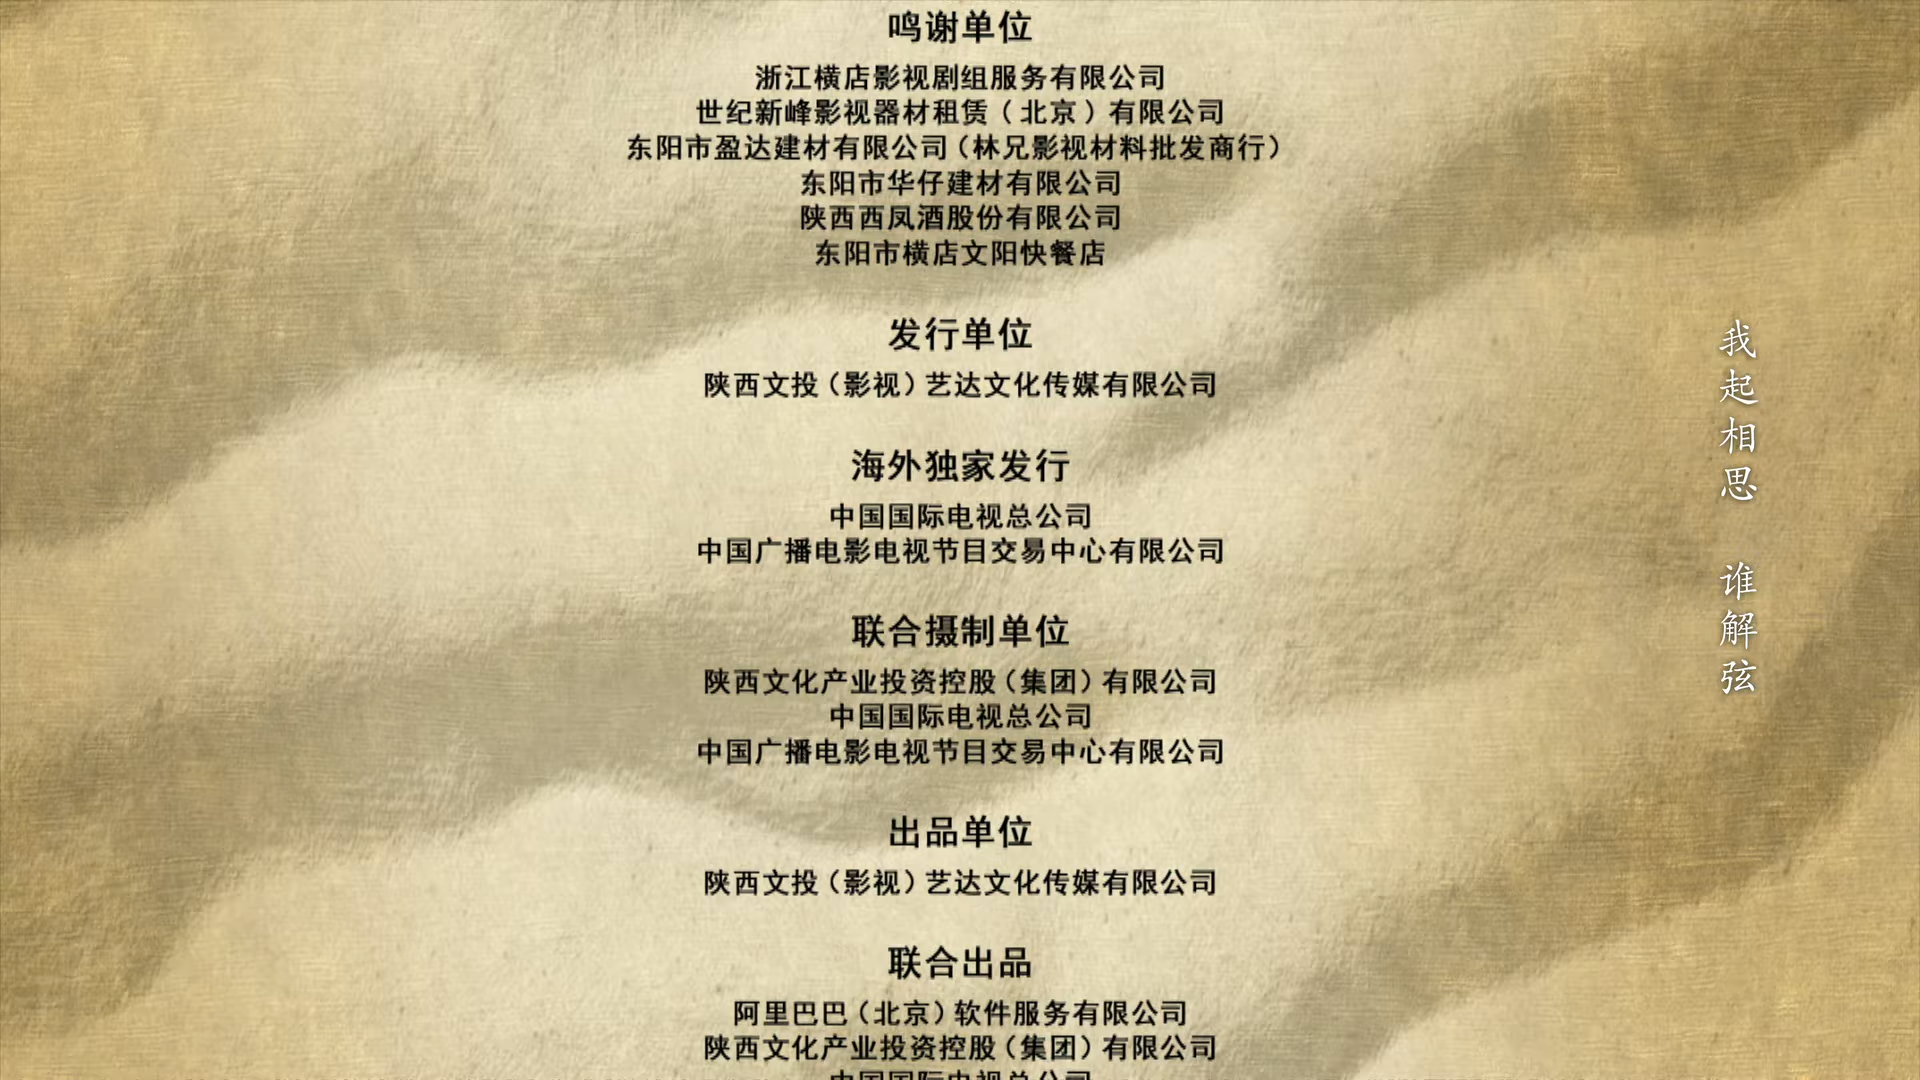 鸣谢单位
浙江横店影视剧组服务有限公司
世纪新峰影视器材租赁（北京）有限公司
东阳市盈达建材有限公司（林兄影视材料批发商行）
东阳市华仔建材有限公司
陕西西凤酒股份有限公司
东阳市横店文阳快餐店
发行单位
陕西文投（影视）艺达文化传媒有限公司
海外独家发行
中国国际电视总公司
中国广播电影电视节目交易中心有限公司
联合摄制单位
陕西文化产业投资控股（集团）有限公司
中国国际电视总公司
中国广播电影电视节目交易中心有限公司
出品单位
陕西文投（影视）艺达文化传媒有限公司
联合出品
阿里巴巴（北京）软件服务有限公司
陕西文化产业投资控股（集团）有限公司
中国国际电视总公司
我起相思 谁解弦